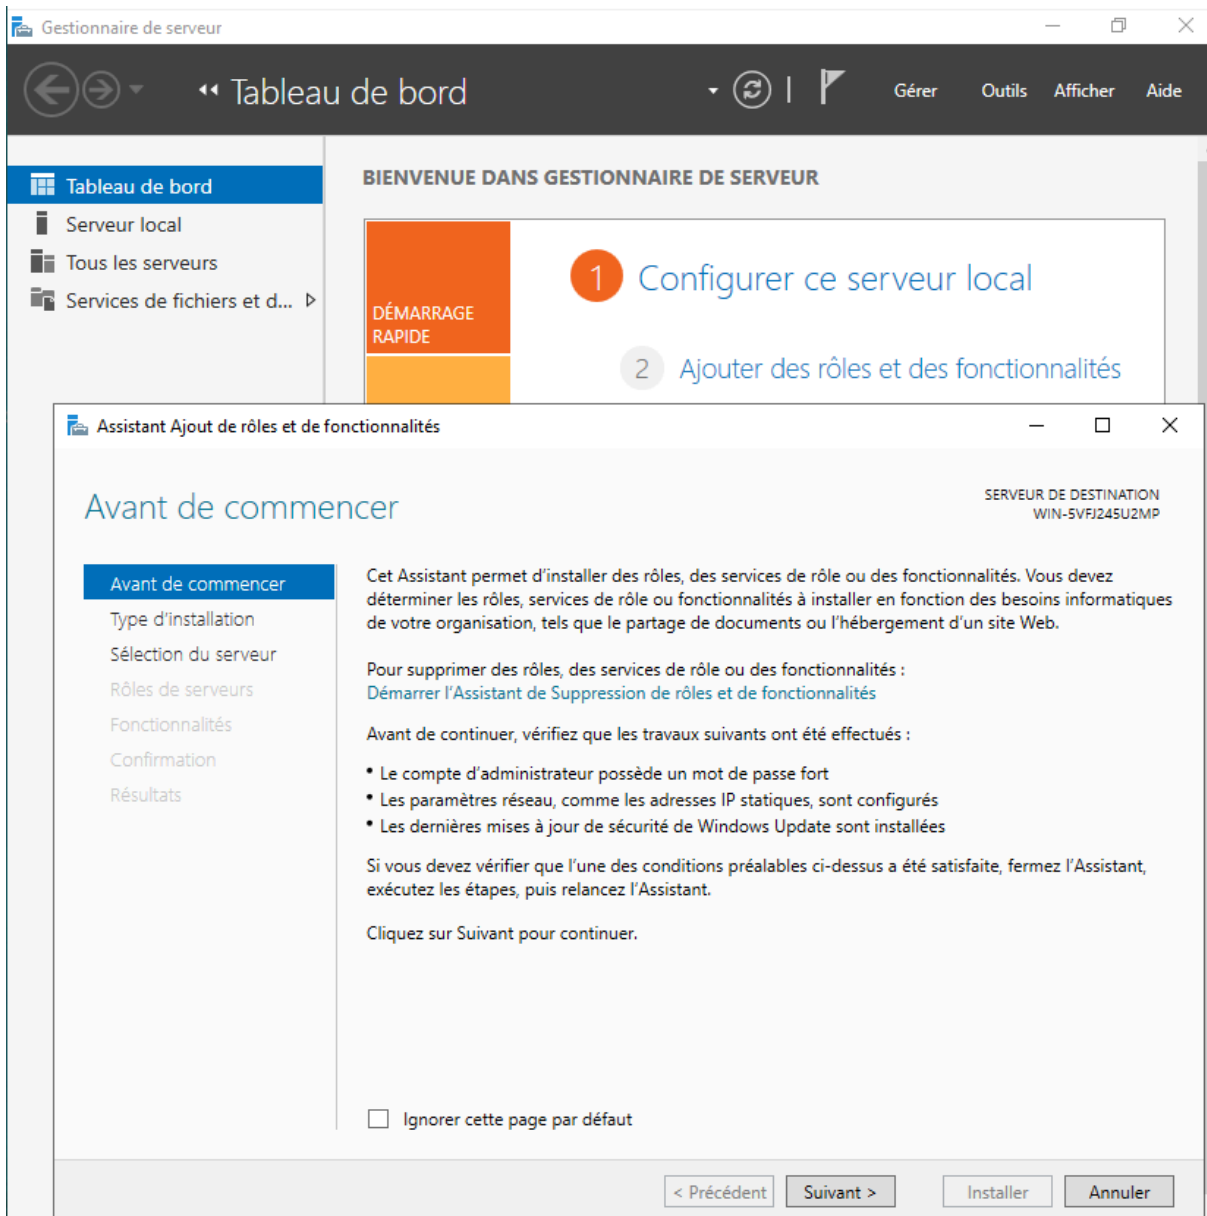 Gestionnaire de serveur
Tableau de bord
Gérer Outils Afficher Aide
Tableau de bord
Serveur local
Tous les serveurs
Services de fichiers et d...
BIENVENUE DANS GESTIONNAIRE DE SERVEUR
DÉMARRAGE
RAPIDE
1 Configurer ce serveur local
2 Ajouter des rôles et des fonctionnalités
Assistant Ajout de rôles et de fonctionnalités
Avant de commencer
SERVEUR DE DESTINATION
WIN-5VFJ245U2MP
Avant de commencer
Type d'installation
Sélection du serveur
Rôles de serveurs
Fonctionnalités
Confirmation
Résultats
Cet Assistant permet d'installer des rôles, des services de rôle ou des fonctionnalités. Vous devez
déterminer les rôles, services de rôle ou fonctionnalités à installer en fonction des besoins informatiques
de votre organisation, tels que le partage de documents ou l'hébergement d'un site Web.
Pour supprimer des rôles, des services de rôle ou des fonctionnalités :
Démarrer l'Assistant de Suppression de rôles et de fonctionnalités
Avant de continuer, vérifiez que les travaux suivants ont été effectués :
• Le compte d'administrateur possède un mot de passe fort
• Les paramètres réseau, comme les adresses IP statiques, sont configurés
• Les dernières mises à jour de sécurité de Windows Update sont installées
Si vous devez vérifier que l'une des conditions préalables ci-dessus a été satisfaite, fermez l'Assistant,
exécutez les étapes, puis relancez l'Assistant.
Cliquez sur Suivant pour continuer.
Ignorer cette page par défaut
< Précédent Suivant > Installer Annuler